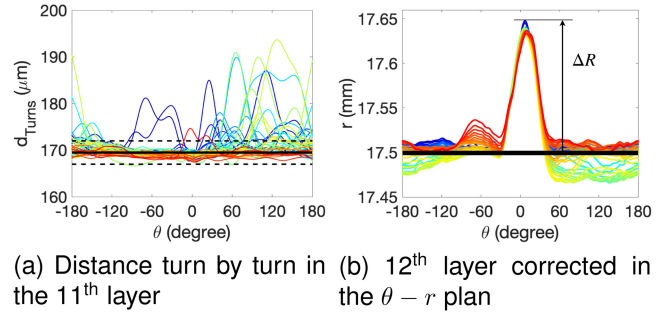 200
190
180
170
160
d_Turns (μm)
-180 -120 -60 0 60 120 180
θ (degree)
17.65
17.6
17.55
17.5
17.45
r (mm)
ΔR
-180 -120 -60 0 60 120 180
θ (degree)
(a) Distance turn by turn in
the 11th layer
(b) 12th layer corrected in
the θ − r plan